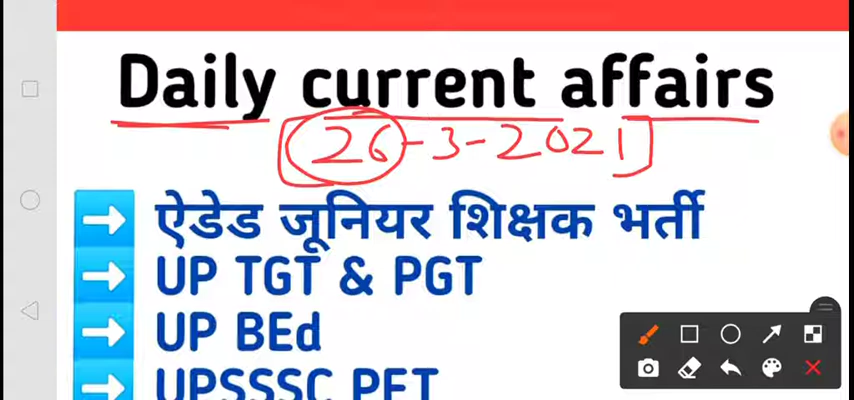 Daily current affairs
26-3-2021
ऐडेड जूनियर शिक्षक भर्ती
UP TGT & PGT
UP BEd
UPSSSC PET